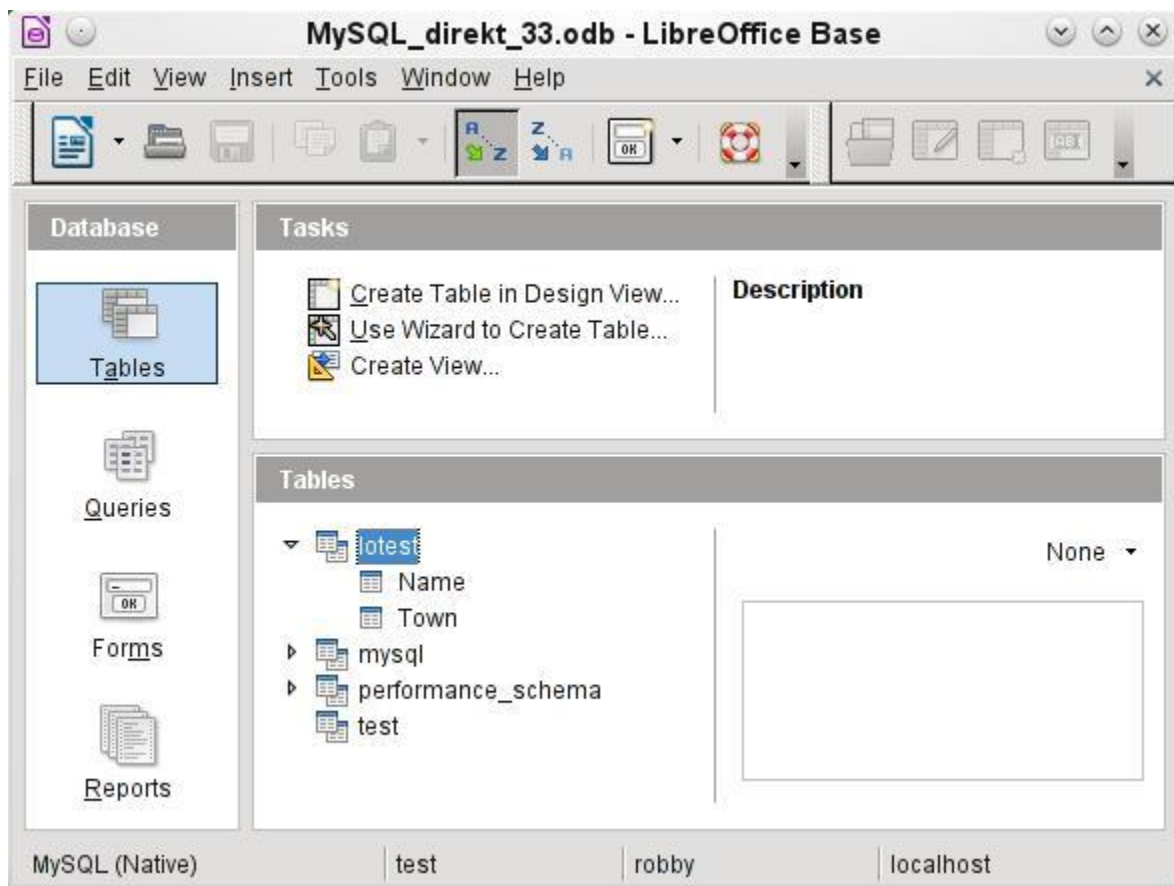 MySQL_direkt_33.odb - LibreOffice Base
File Edit View Insert Tools Window Help
Database
Tables
Queries
Forms
Reports
Tasks
Create Table in Design View...
Use Wizard to Create Table...
Create View...
Description
Tables
lotest
Name
Town
mysql
performance_schema
test
None
MySQL (Native) test robby localhost